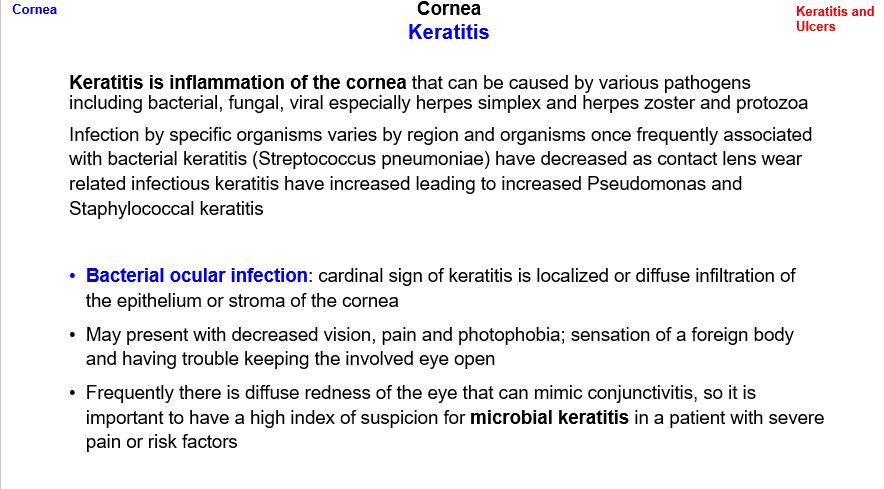 Cornea
Cornea
Keratitis
Keratitis and
Ulcers
Keratitis is inflammation of the cornea that can be caused by various pathogens
including bacterial, fungal, viral especially herpes simplex and herpes zoster and protozoa
Infection by specific organisms varies by region and organisms once frequently associated
with bacterial keratitis (Streptococcus pneumoniae) have decreased as contact lens wear
related infectious keratitis have increased leading to increased Pseudomonas and
Staphylococcal keratitis
• Bacterial ocular infection: cardinal sign of keratitis is localized or diffuse infiltration of
the epithelium or stroma of the cornea
• May present with decreased vision, pain and photophobia; sensation of a foreign body
and having trouble keeping the involved eye open
• Frequently there is diffuse redness of the eye that can mimic conjunctivitis, so it is
important to have a high index of suspicion for microbial keratitis in a patient with severe
pain or risk factors